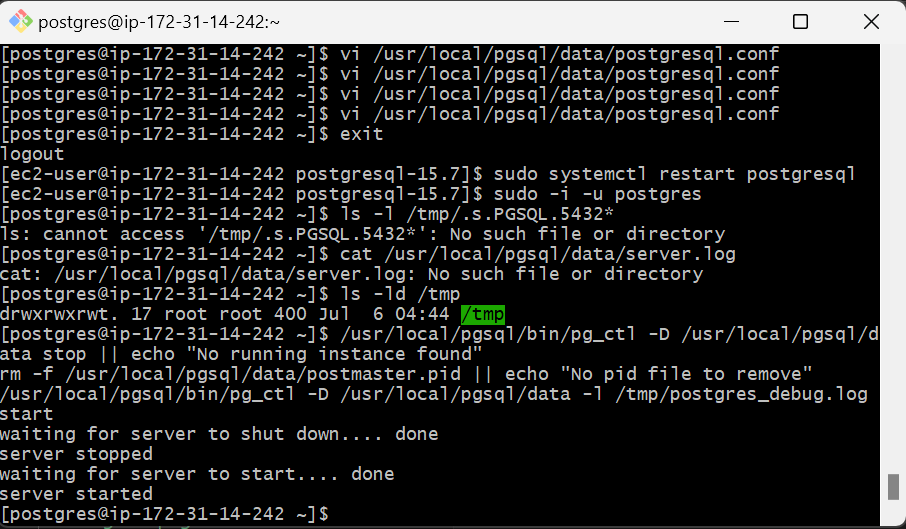 postgres@ip-172-31-14-242:~
[postgres@ip-172-31-14-242 ~]$ vi /usr/local/pgsql/data/postgresql.conf
[postgres@ip-172-31-14-242 ~]$ vi /usr/local/pgsql/data/postgresql.conf
[postgres@ip-172-31-14-242 ~]$ vi /usr/local/pgsql/data/postgresql.conf
[postgres@ip-172-31-14-242 ~]$ vi /usr/local/pgsql/data/postgresql.conf
[postgres@ip-172-31-14-242 ~]$ exit
logout
[ec2-user@ip-172-31-14-242 postgresql-15.7]$ sudo systemctl restart postgresql
[ec2-user@ip-172-31-14-242 postgresql-15.7]$ sudo -i -u postgres
[postgres@ip-172-31-14-242 ~]$ ls -l /tmp/.s.PGSQL.5432*
ls: cannot access '/tmp/.s.PGSQL.5432*': No such file or directory
[postgres@ip-172-31-14-242 ~]$ cat /usr/local/pgsql/data/server.log
cat: /usr/local/pgsql/data/server.log: No such file or directory
[postgres@ip-172-31-14-242 ~]$ ls -ld /tmp
drwxrwxrwt. 17 root root 400 Jul  6 04:44 /tmp
[postgres@ip-172-31-14-242 ~]$ /usr/local/pgsql/bin/pg_ctl -D /usr/local/pgsql/d
ata stop || echo "No running instance found"
rm -f /usr/local/pgsql/data/postmaster.pid || echo "No pid file to remove"
/usr/local/pgsql/bin/pg_ctl -D /usr/local/pgsql/data -l /tmp/postgres_debug.log
start
waiting for server to shut down.... done
server stopped
waiting for server to start.... done
server started
[postgres@ip-172-31-14-242 ~]$